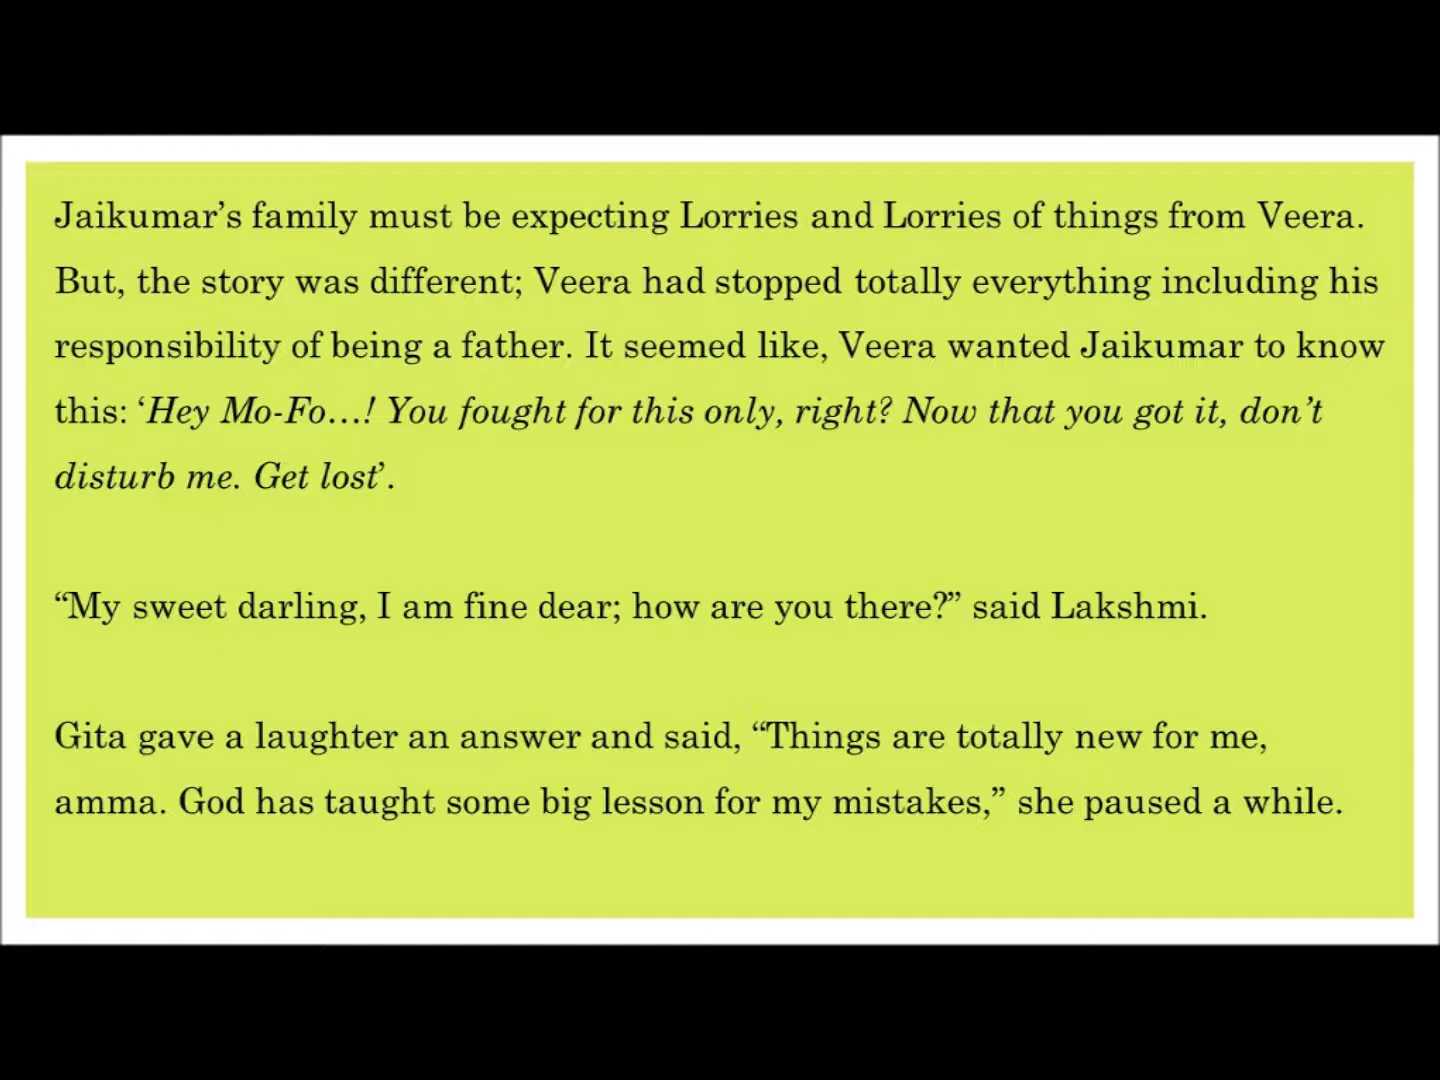 Jaikumar’s family must be expecting Lorries and Lorries of things from Veera.
But, the story was different; Veera had stopped totally everything including his
responsibility of being a father. It seemed like, Veera wanted Jaikumar to know
this: ‘Hey Mo-Fo…! You fought for this only, right? Now that you got it, don’t
disturb me. Get lost’.
“My sweet darling, I am fine dear; how are you there?” said Lakshmi.
Gita gave a laughter an answer and said, “Things are totally new for me,
amma. God has taught some big lesson for my mistakes,” she paused a while.